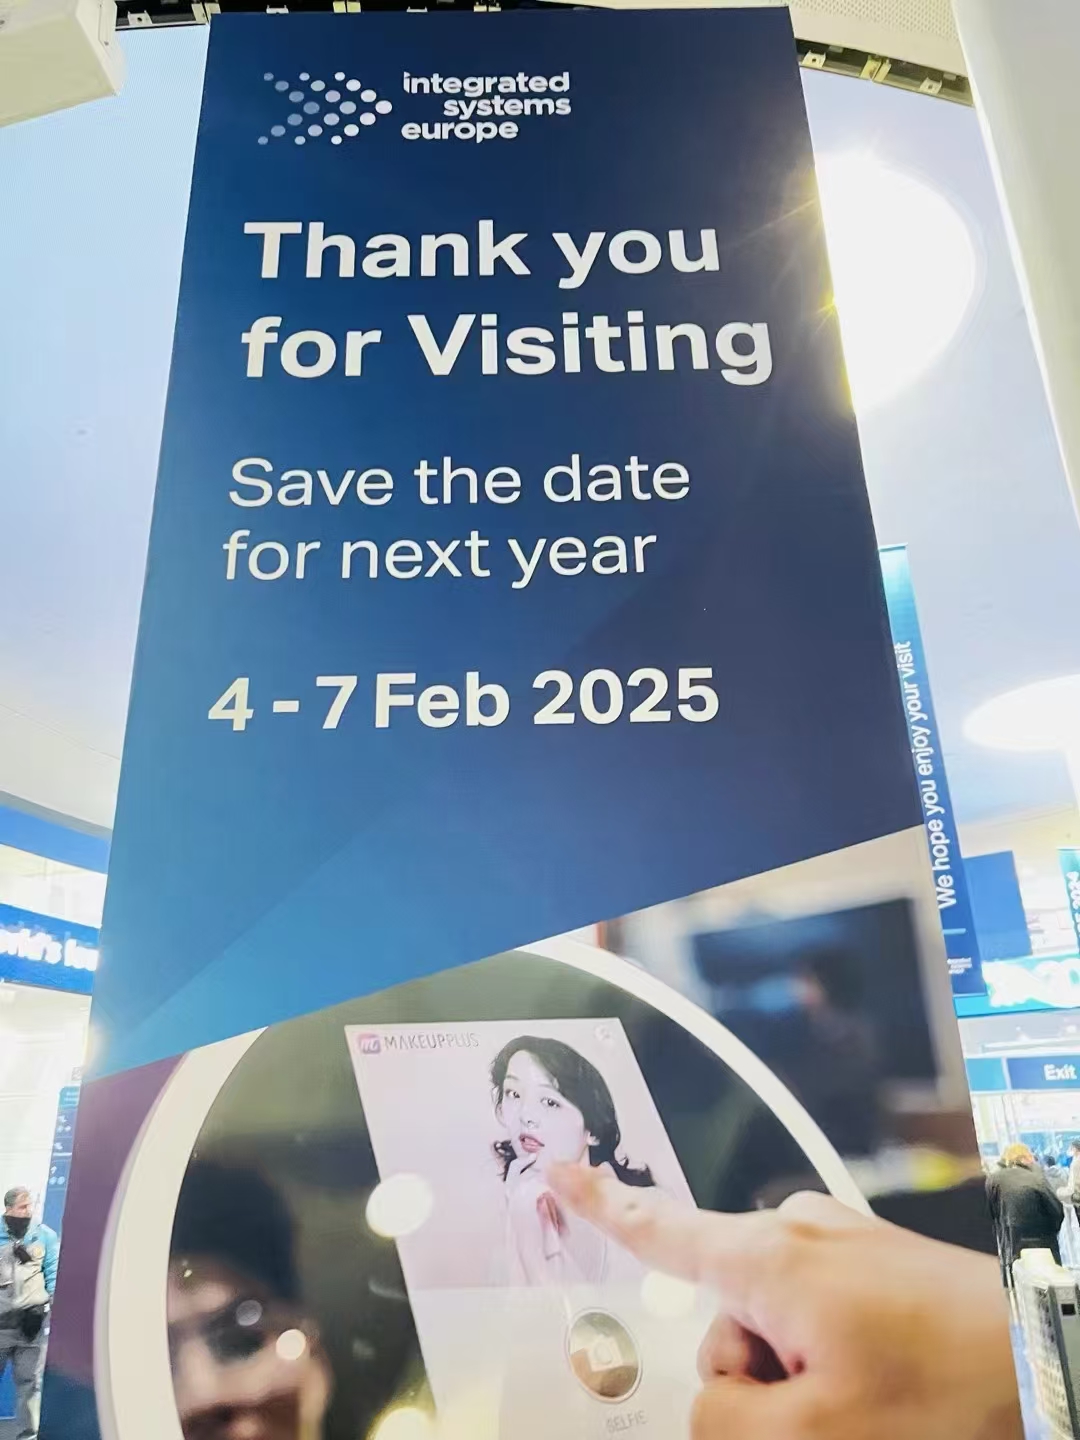 integrated
systems
europe
Thank you
for Visiting
Save the date
for next year
4 - 7 Feb 2025
We hope you enjoy your visit
Exit
MAKEUPPLUS
SELFIE